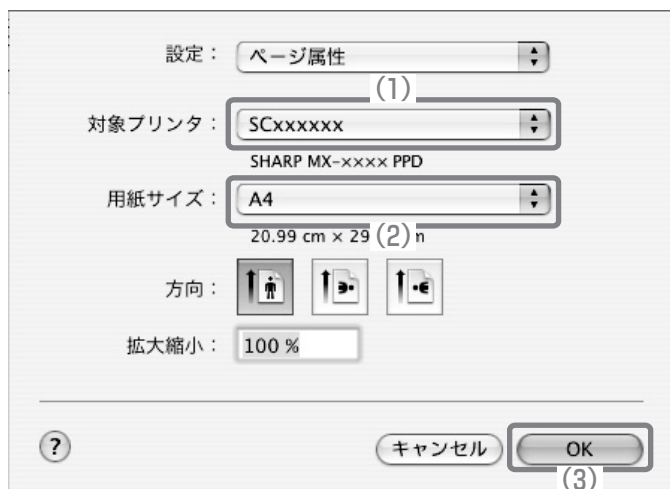 設定： ページ属性
(1)
対象プリンタ： SCxxxxxx
SHARP MX-×××× PPD
用紙サイズ： A4
20.99 cm × 29 (2) m
方向：
拡大縮小： 100 %
? キャンセル OK
(3)